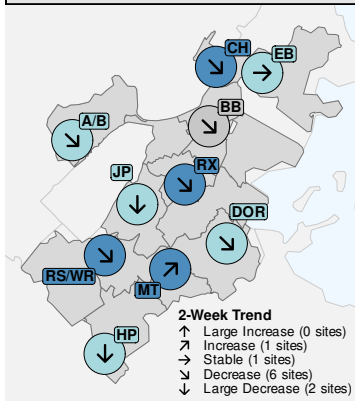 CH
EB
BB
A/B
JP
RX
DOR
RS/WR
MT
HP
2-Week Trend
↑ Large Increase (0 sites)
↗ Increase (1 sites)
→ Stable (1 sites)
↘ Decrease (6 sites)
↓ Large Decrease (2 sites)